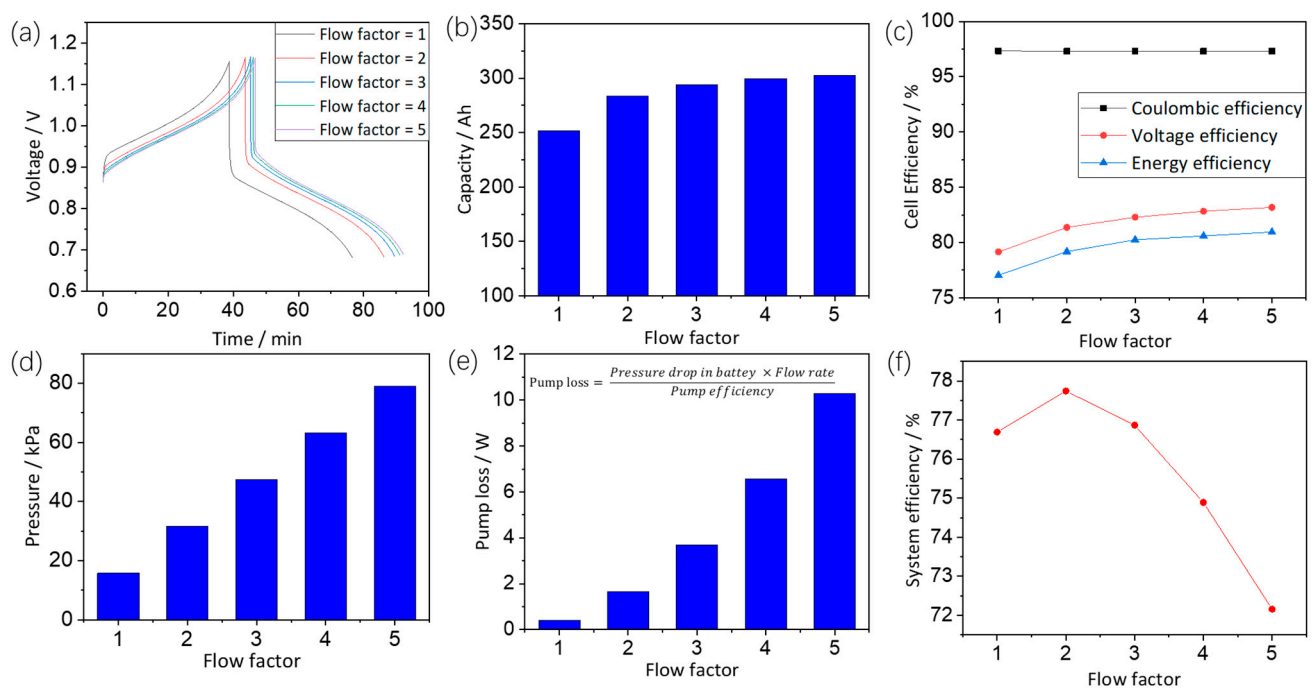 (a)
Voltage / V
1.2
1.1
1.0
0.9
0.8
0.7
0.6
0 20 40 60 80 100
Time / min
Flow factor = 1
Flow factor = 2
Flow factor = 3
Flow factor = 4
Flow factor = 5
(b)
Capacity / Ah
350
300
250
200
150
100
1 2 3 4 5
Flow factor
(c)
Cell Efficiency / %
100
97
95
90
87
85
80
75
Coulombic efficiency
Voltage efficiency
Energy efficiency
1 2 3 4 5
Flow factor
(d)
Pressure / kPa
80
60
40
20
0
1 2 3 4 5
Flow factor
(e)
Pump loss / W
12
10
8
6
4
2
0
Pump loss = Pressure drop in battey × Flow rate
Pump efficiency
1 2 3 4 5
Flow factor
(f)
System efficiency / %
78
77
76
75
74
73
72
1 2 3 4 5
Flow factor